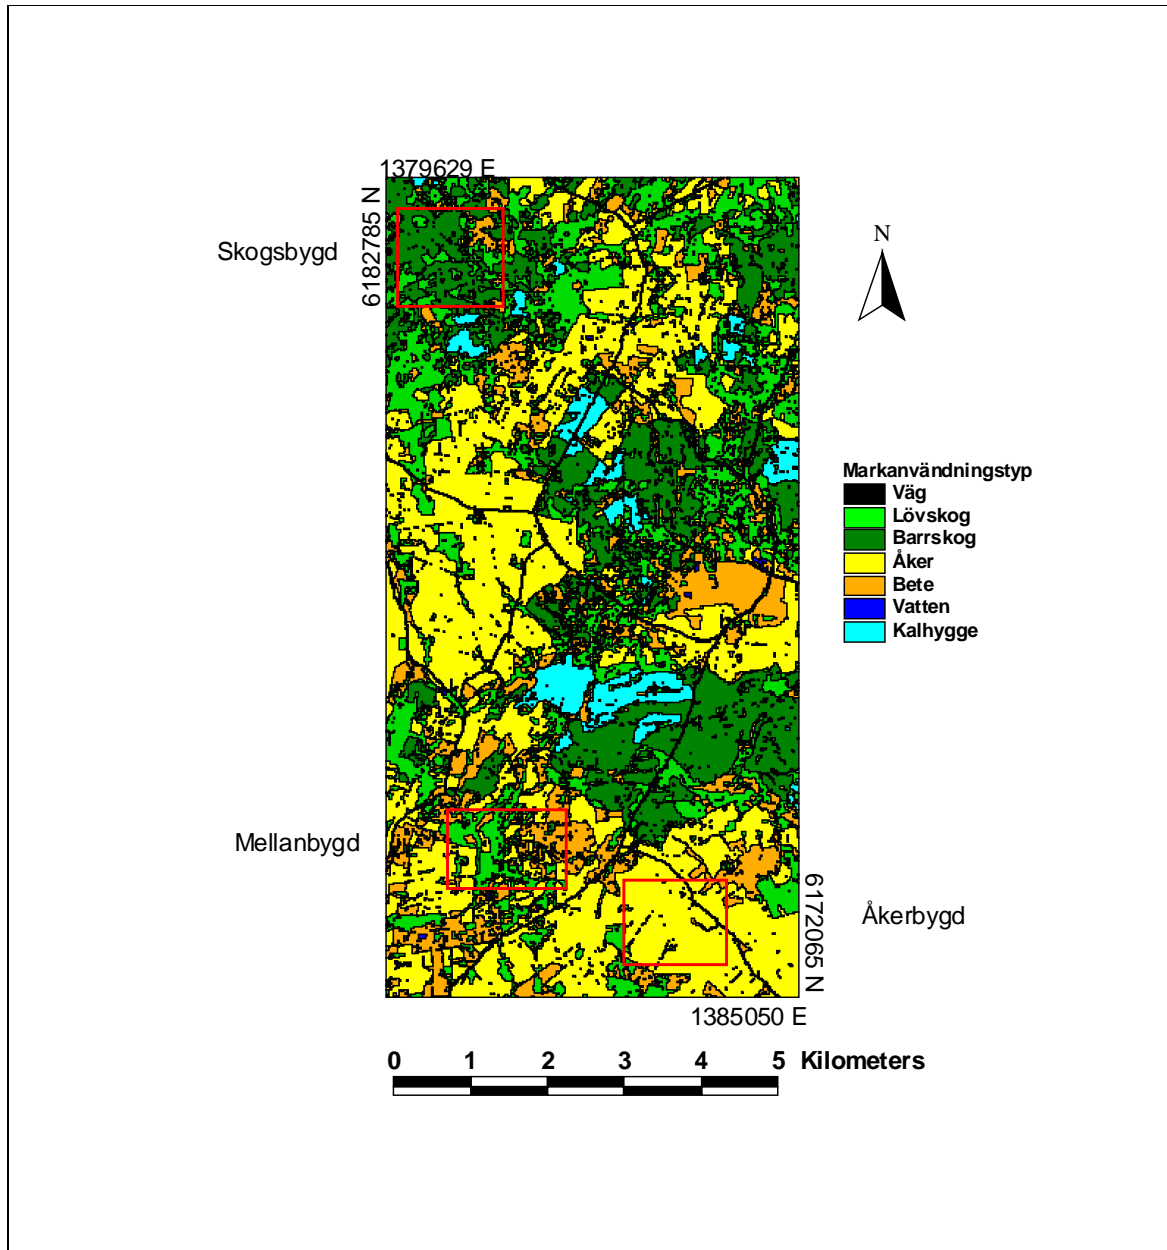 1379629 E
6182785 N
Skogsbygd
N
Markanvändningstyp
Väg
Lövskog
Barrskog
Åker
Bete
Vatten
Kalhygge
Mellanbygd
Åkerbygd
6172065 N
1385050 E
0 1 2 3 4 5 Kilometers